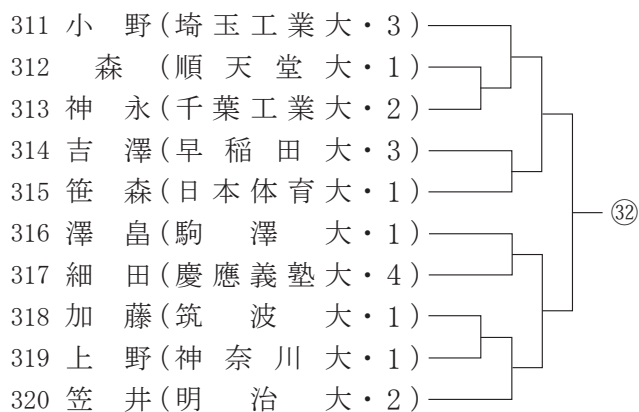 311 小野(埼玉工業大・3)
312 森(順天堂大・1)
313 神永(千葉工業大・2)
314 吉澤(早稲田大・3)
315 笹森(日本体育大・1)
316 澤畠(駒澤大・1)
317 細田(慶應義塾大・4)
318 加藤(筑波大・1)
319 上野(神奈川大・1)
320 笠井(明治大・2)
㉜